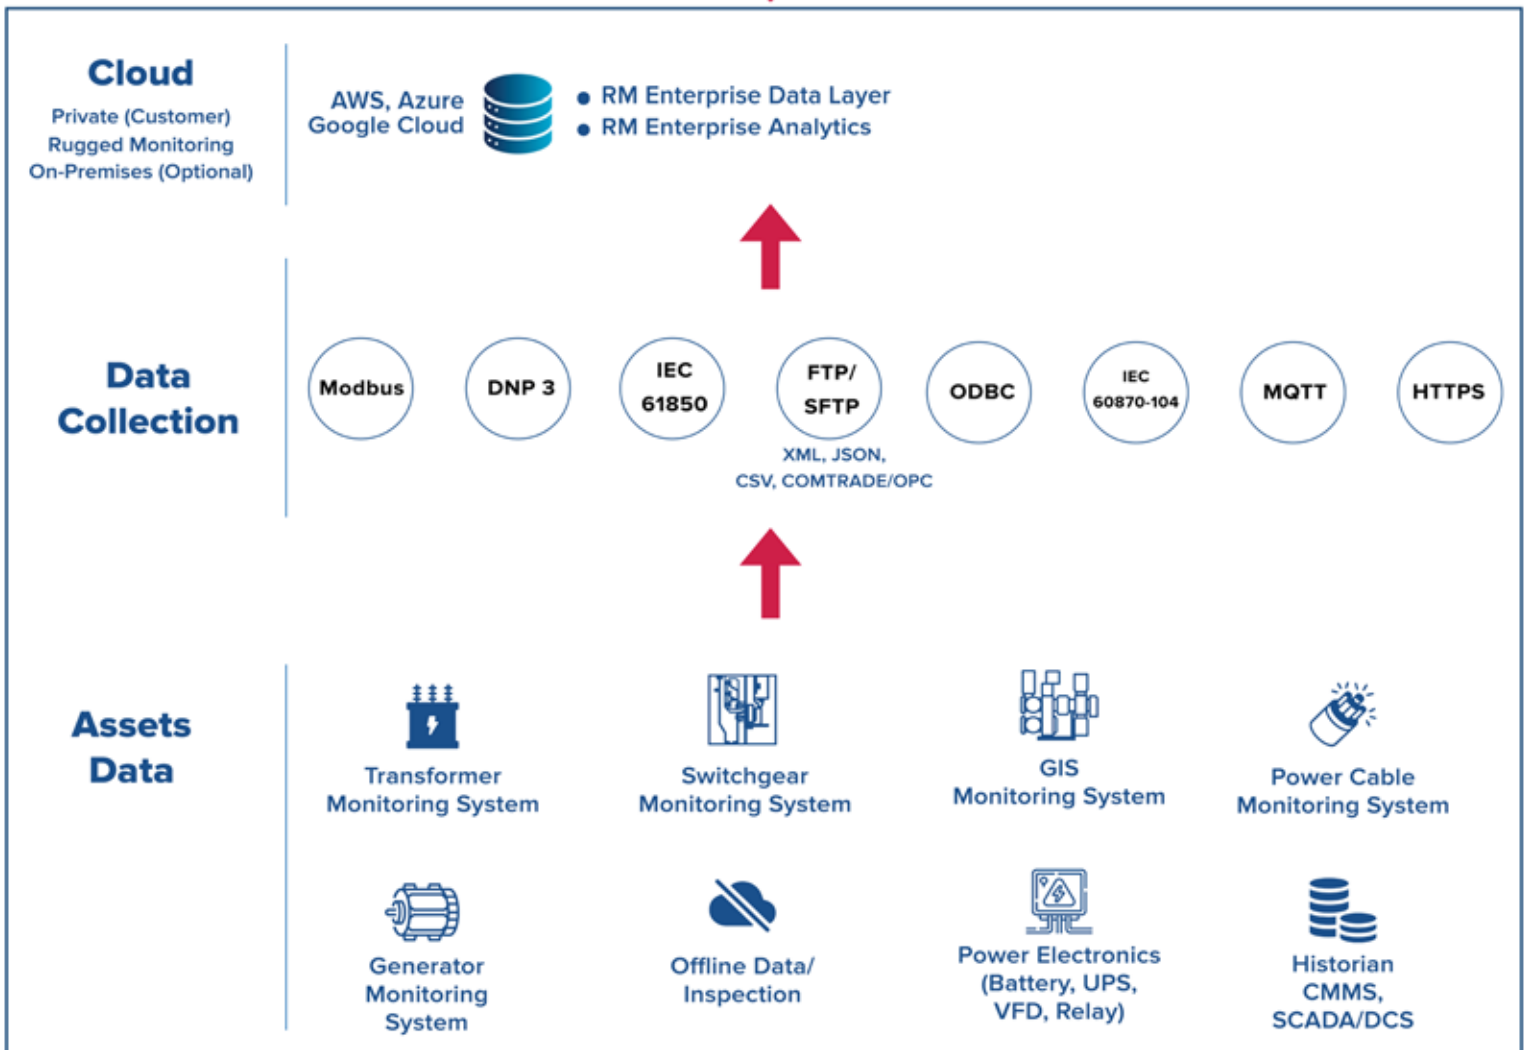 Cloud
Private (Customer)
Rugged Monitoring
On-Premises (Optional)
AWS, Azure
Google Cloud
● RM Enterprise Data Layer
● RM Enterprise Analytics
Data
Collection
Modbus
DNP 3
IEC
61850
FTP/
SFTP
XML, JSON,
CSV, COMTRADE/OPC
ODBC
IEC
60870-104
MQTT
HTTPS
Assets
Data
Transformer
Monitoring System
Switchgear
Monitoring System
GIS
Monitoring System
Power Cable
Monitoring System
Generator
Monitoring
System
Offline Data/
Inspection
Power Electronics
(Battery, UPS,
VFD, Relay)
Historian
CMMS,
SCADA/DCS